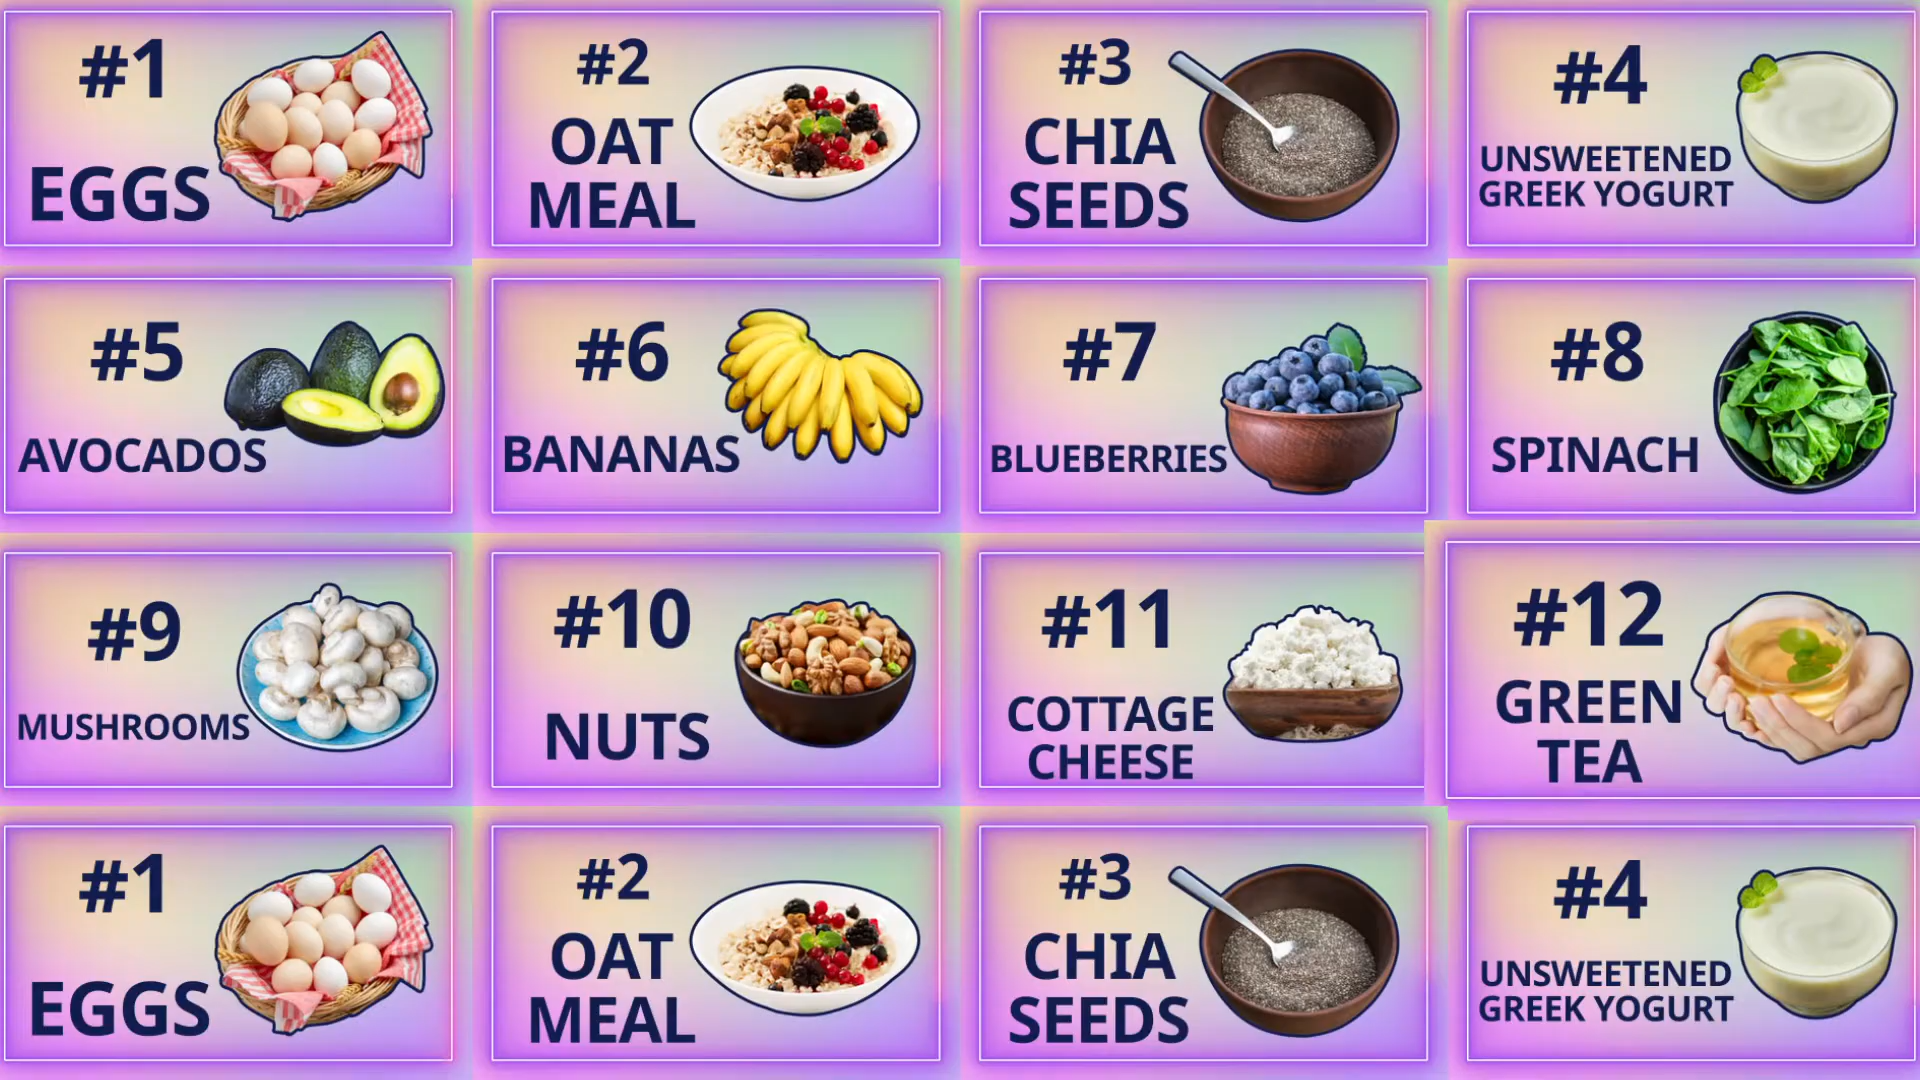 #1
EGGS
#2
OAT
MEAL
#3
CHIA
SEEDS
#4
UNSWEETENED
GREEK YOGURT
#5
AVOCADOS
#6
BANANAS
#7
BLUEBERRIES
#8
SPINACH
#9
MUSHROOMS
#10
NUTS
#11
COTTAGE
CHEESE
#12
GREEN
TEA
#1
EGGS
#2
OAT
MEAL
#3
CHIA
SEEDS
#4
UNSWEETENED
GREEK YOGURT